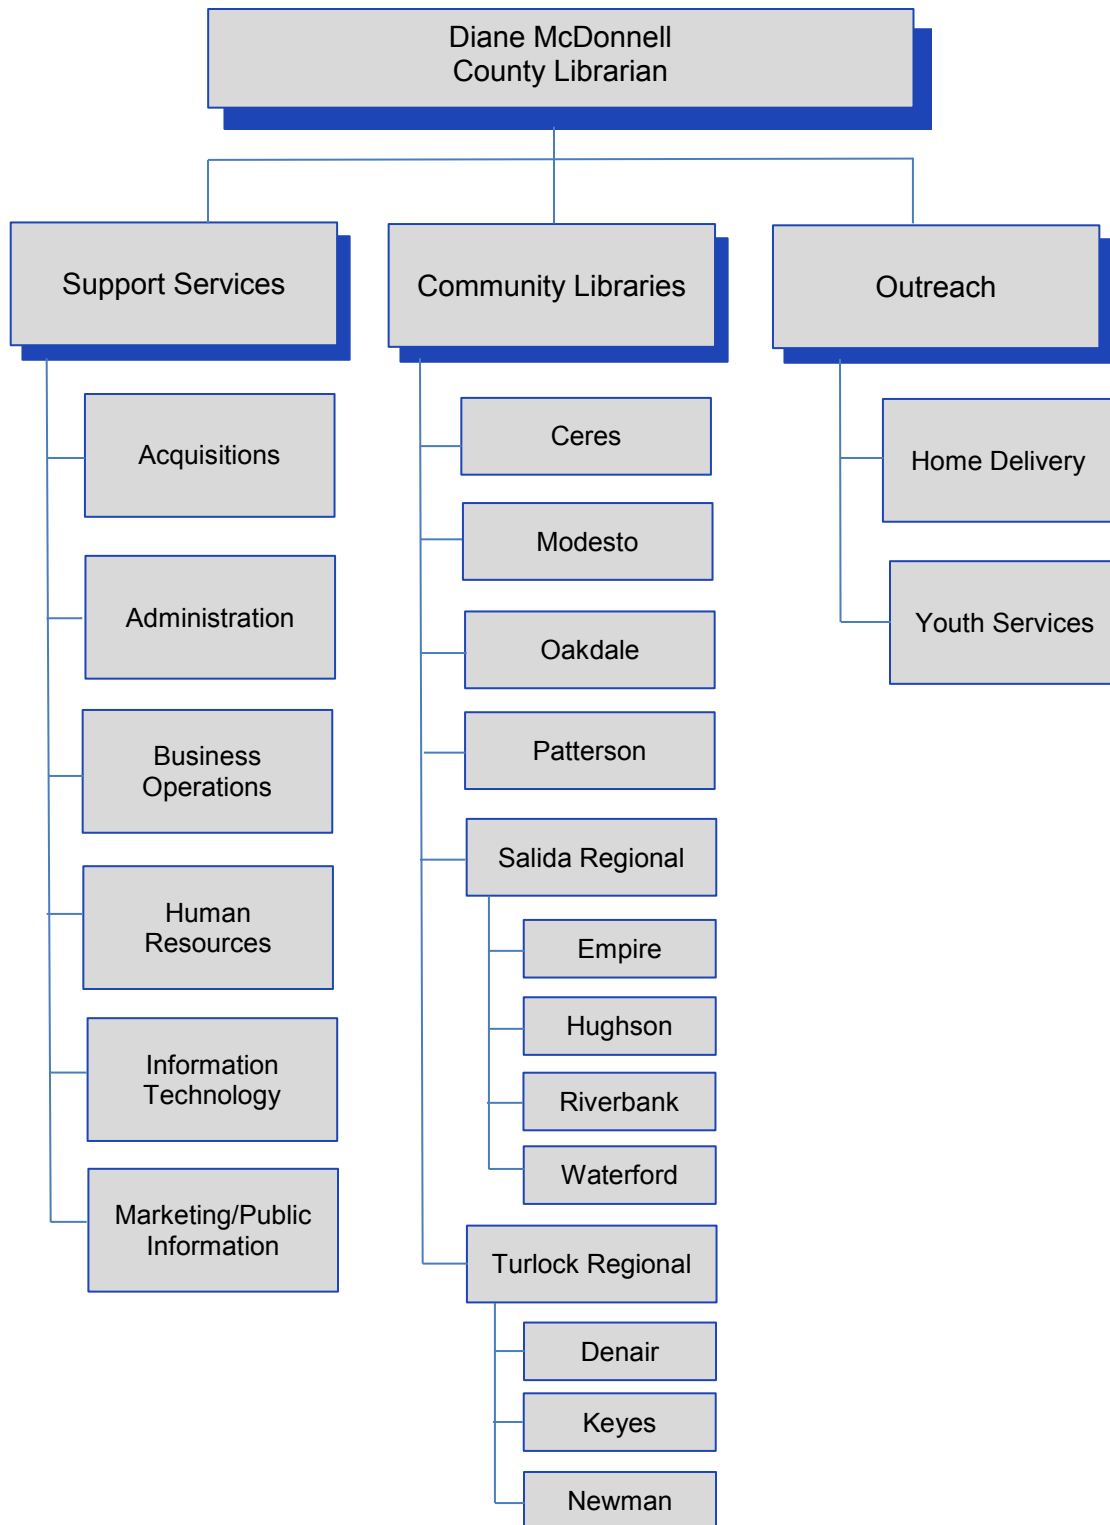 Diane McDonnell
County Librarian
Support Services
Community Libraries
Outreach
Acquisitions
Administration
Business
Operations
Human
Resources
Information
Technology
Marketing/Public
Information
Ceres
Modesto
Oakdale
Patterson
Salida Regional
Empire
Hughson
Riverbank
Waterford
Turlock Regional
Denair
Keyes
Newman
Home Delivery
Youth Services